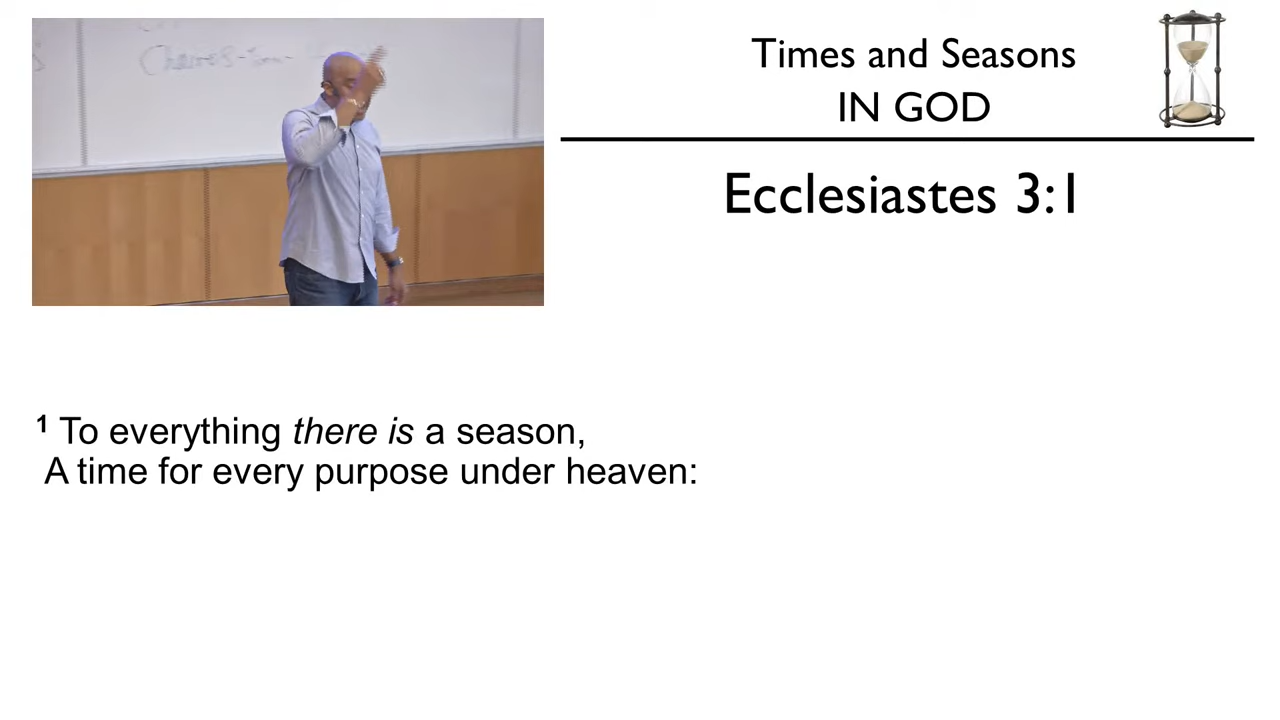 Times and Seasons
IN GOD
Ecclesiastes 3:1
1 To everything there is a season,
A time for every purpose under heaven: